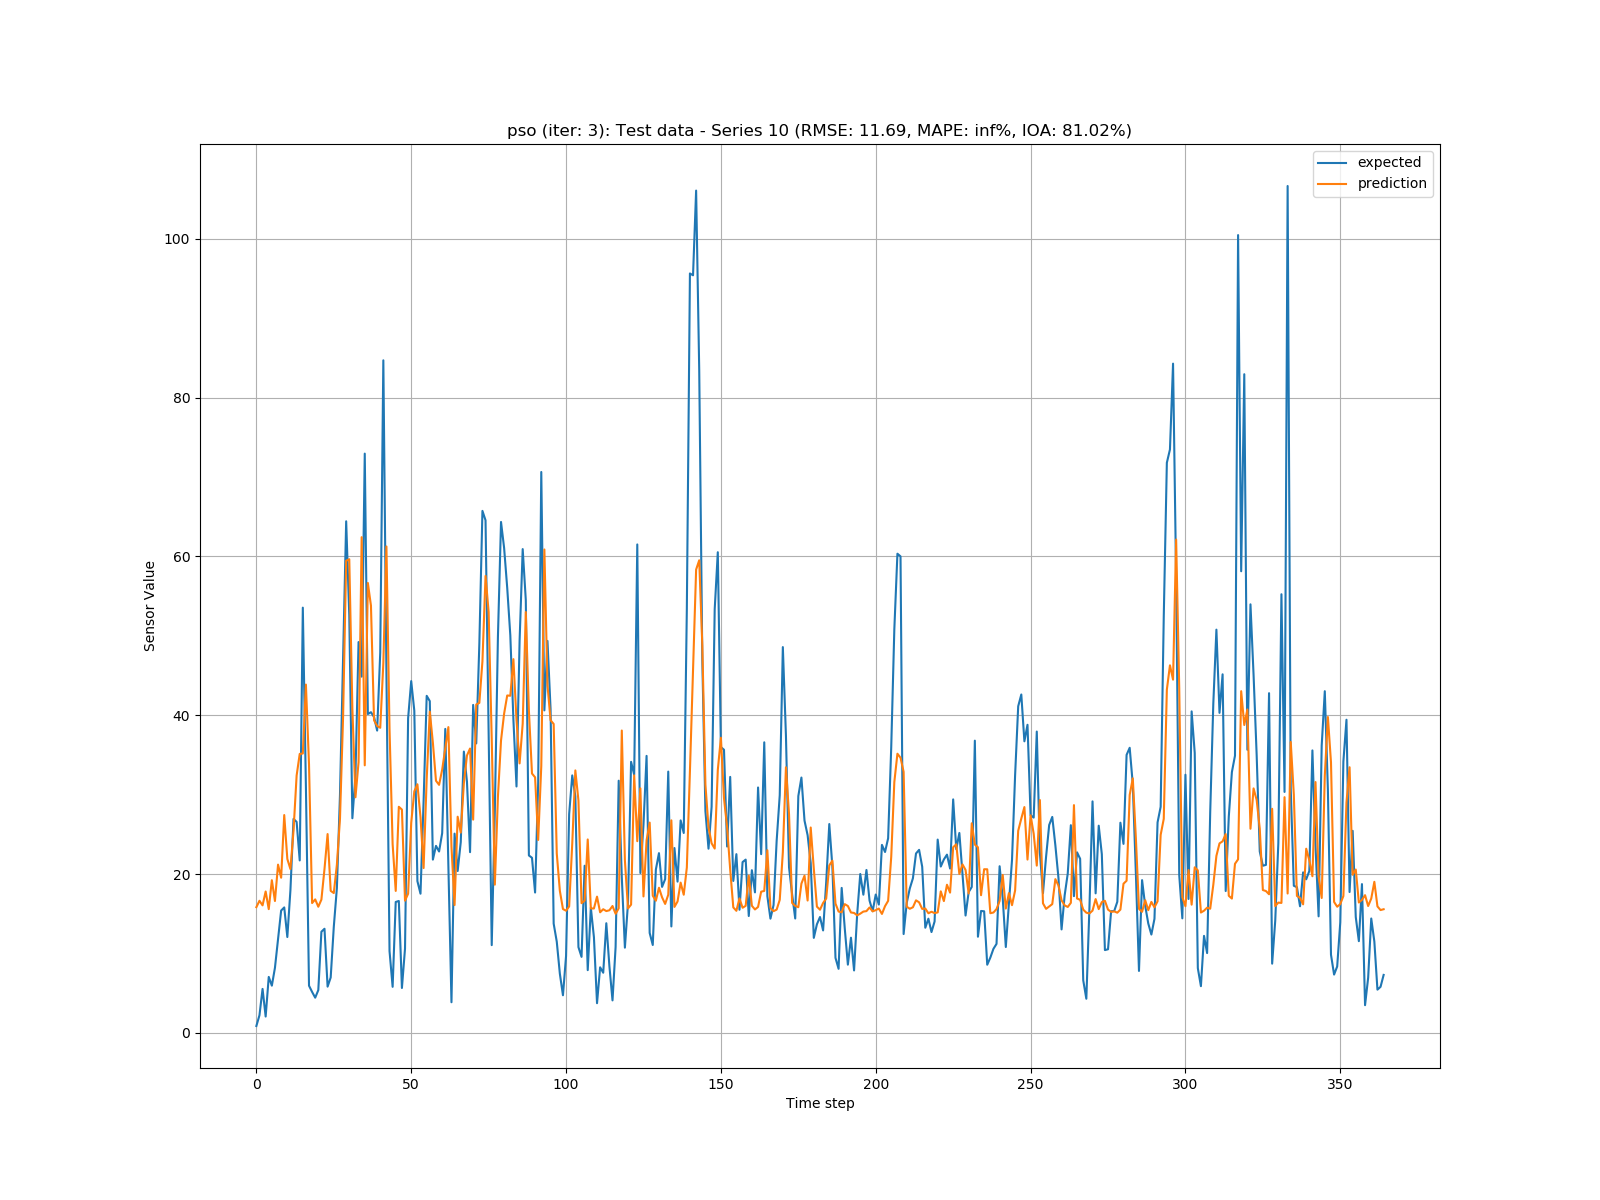 pso (iter: 3): Test data - Series 10 (RMSE: 11.69, MAPE: inf%, IOA: 81.02%)
expected
prediction
100
80
60
40
20
0
Sensor Value
0 50 100 150 200 250 300 350
Time step